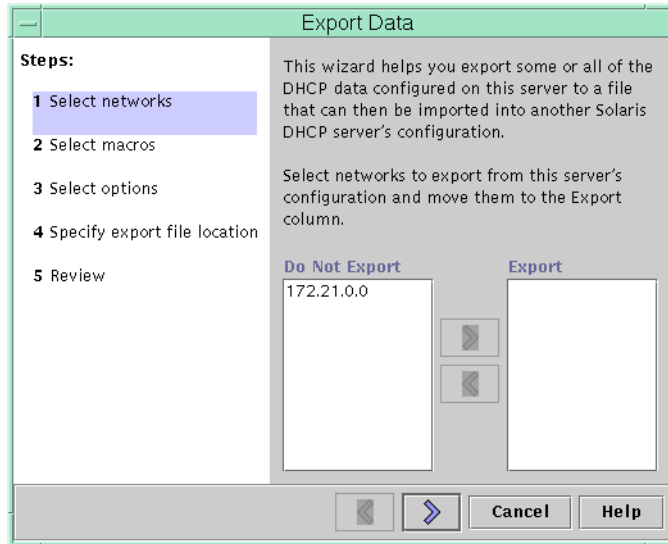 Export Data
Steps:
1 Select networks
2 Select macros
3 Select options
4 Specify export file location
5 Review
This wizard helps you export some or all of the
DHCP data configured on this server to a file
that can then be imported into another Solaris
DHCP server's configuration.
Select networks to export from this server's
configuration and move them to the Export
column.
Do Not Export
Export
172.21.0.0
Cancel
Help